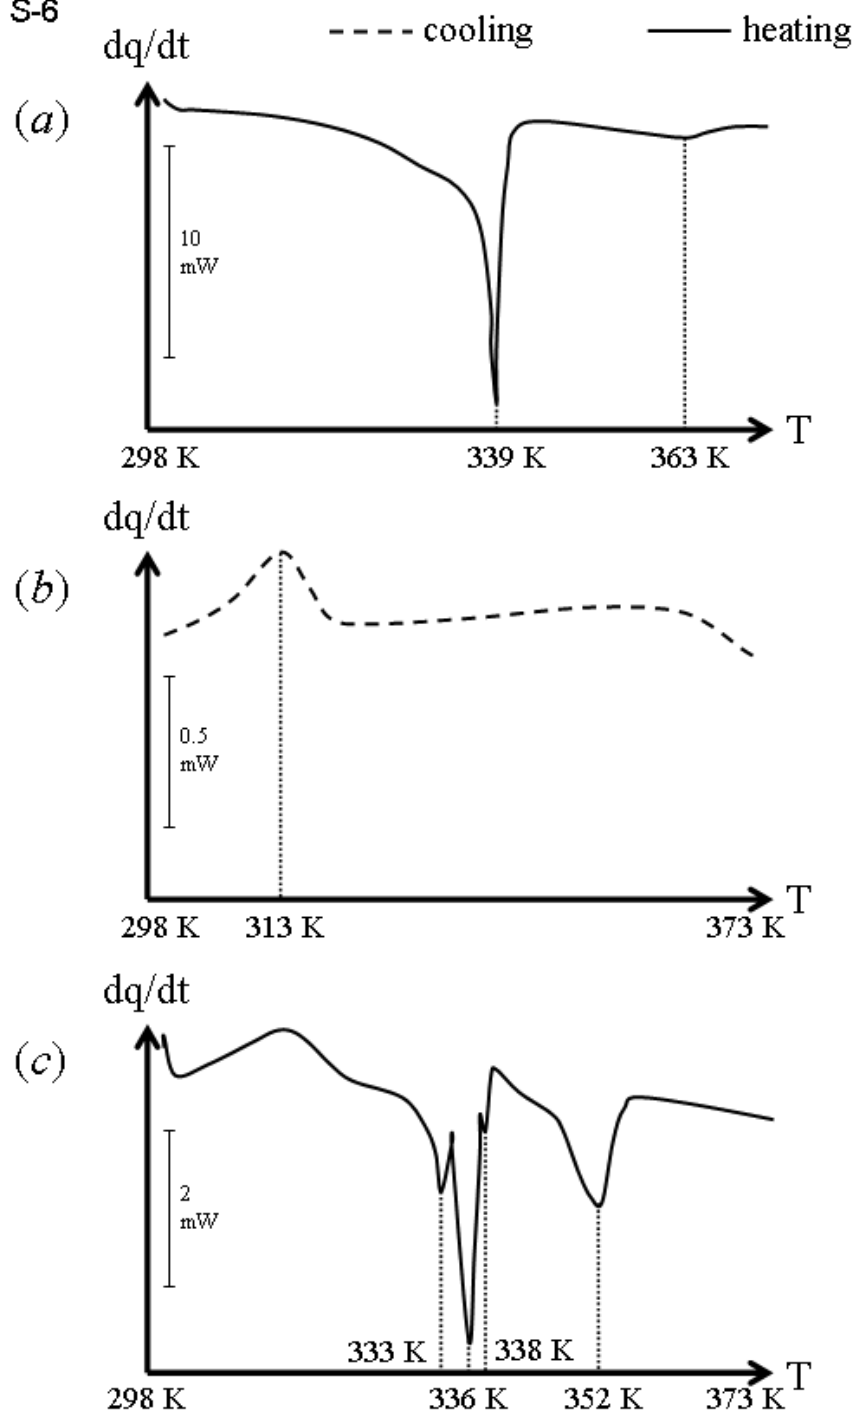 S-6
cooling heating
dq/dt
(a)
10
mW
T
298 K 339 K 363 K
dq/dt
(b)
0.5
mW
T
298 K 313 K 373 K
dq/dt
(c)
2
mW
333 K 338 K
T
298 K 336 K 352 K 373 K